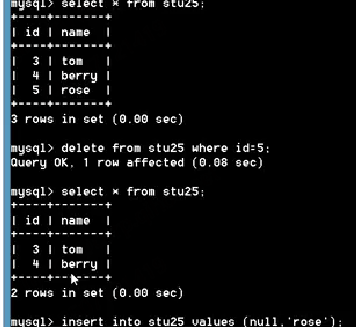 mysql> select * from stu25;
+----+-------+
| id | name  |
+----+-------+
|  3 | tom   |
|  4 | berry |
|  5 | rose  |
+----+-------+
3 rows in set (0.00 sec)
mysql> delete from stu25 where id=5;
Query OK, 1 row affected (0.08 sec)
mysql> select * from stu25;
+----+-------+
| id | name  |
+----+-------+
|  3 | tom   |
|  4 | berry |
+----+-------+
2 rows in set (0.00 sec)
mysql> insert into stu25 values (null,'rose');